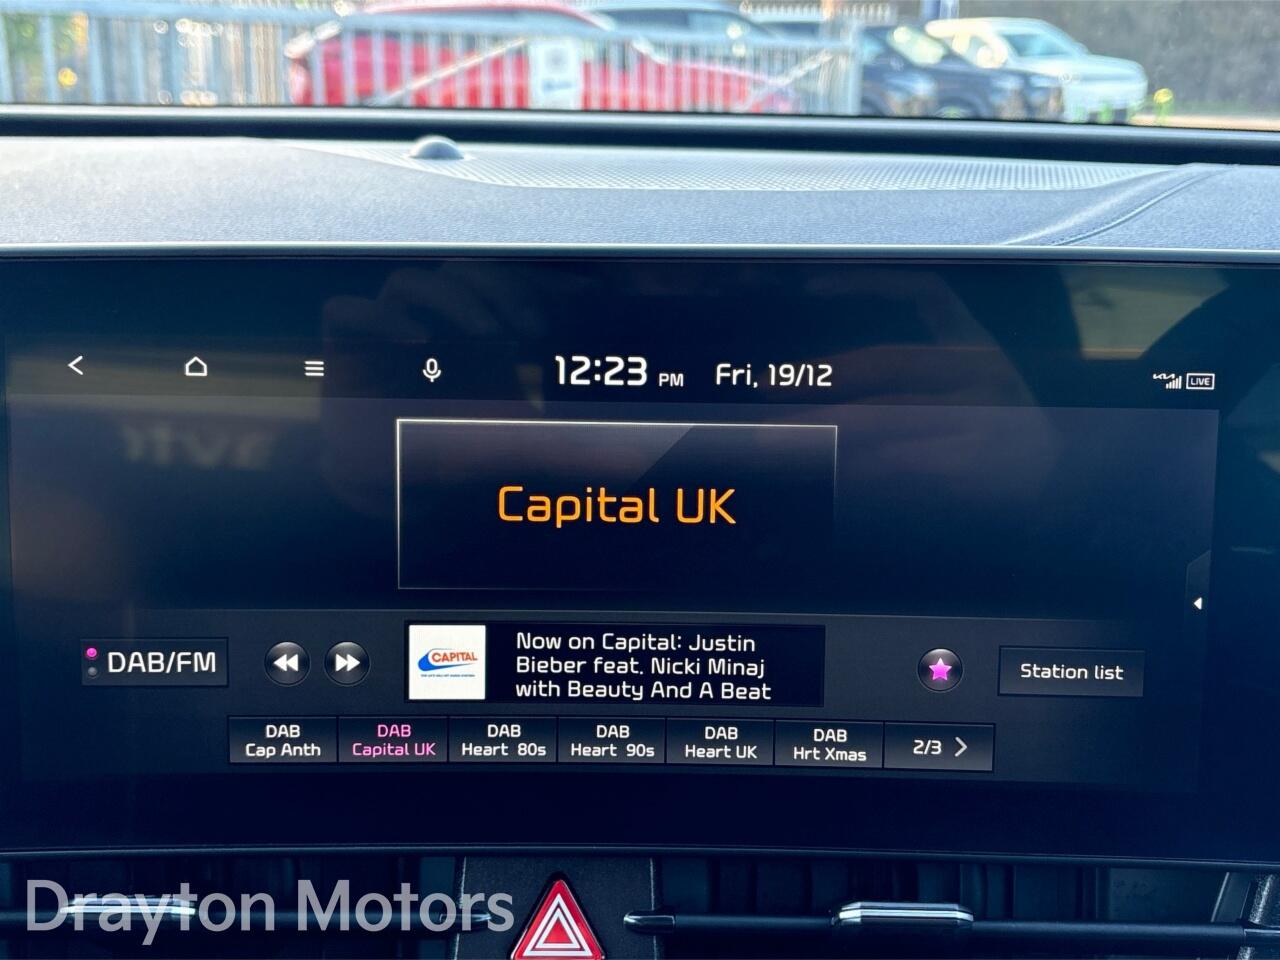 12:23 PM Fri, 19/12
LIVE
Capital UK
DAB/FM
CAPITAL
Now on Capital: Justin
Bieber feat. Nicki Minaj
with Beauty And A Beat
Station list
DAB
Cap Anth
DAB
Capital UK
DAB
Heart 80s
DAB
Heart 90s
DAB
Heart UK
DAB
Hrt Xmas
2/3
Drayton Motors